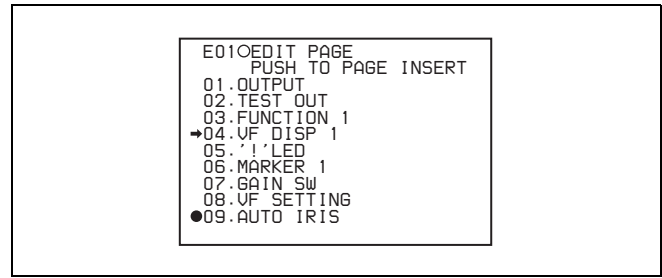 E01○EDIT PAGE
PUSH TO PAGE INSERT
01.OUTPUT
02.TEST OUT
03.FUNCTION 1
➡04.VF DISP 1
05.'!'LED
06.MARKER 1
07.GAIN SW
08.VF SETTING
●09.AUTO IRIS